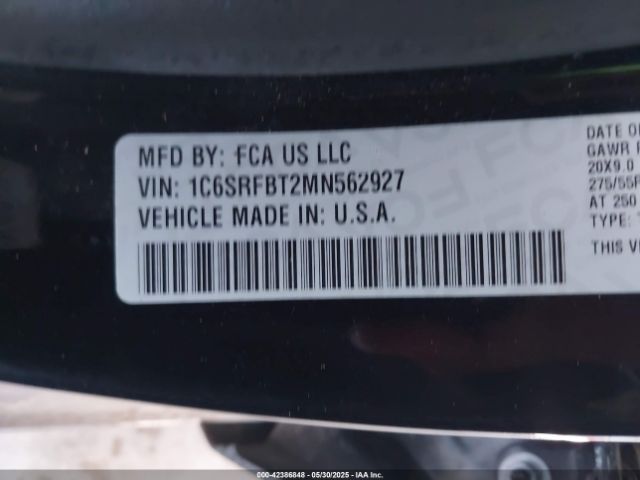 MFD BY: FCA US LLC
VIN: 1C6SRFBT2MN562927
VEHICLE MADE IN: U.S.A.
DATE OF
GAWR
20X9.0
275/55R
AT 250
TYPE:
THIS
000-42386848 - 05/30/2025 - IAA Inc.